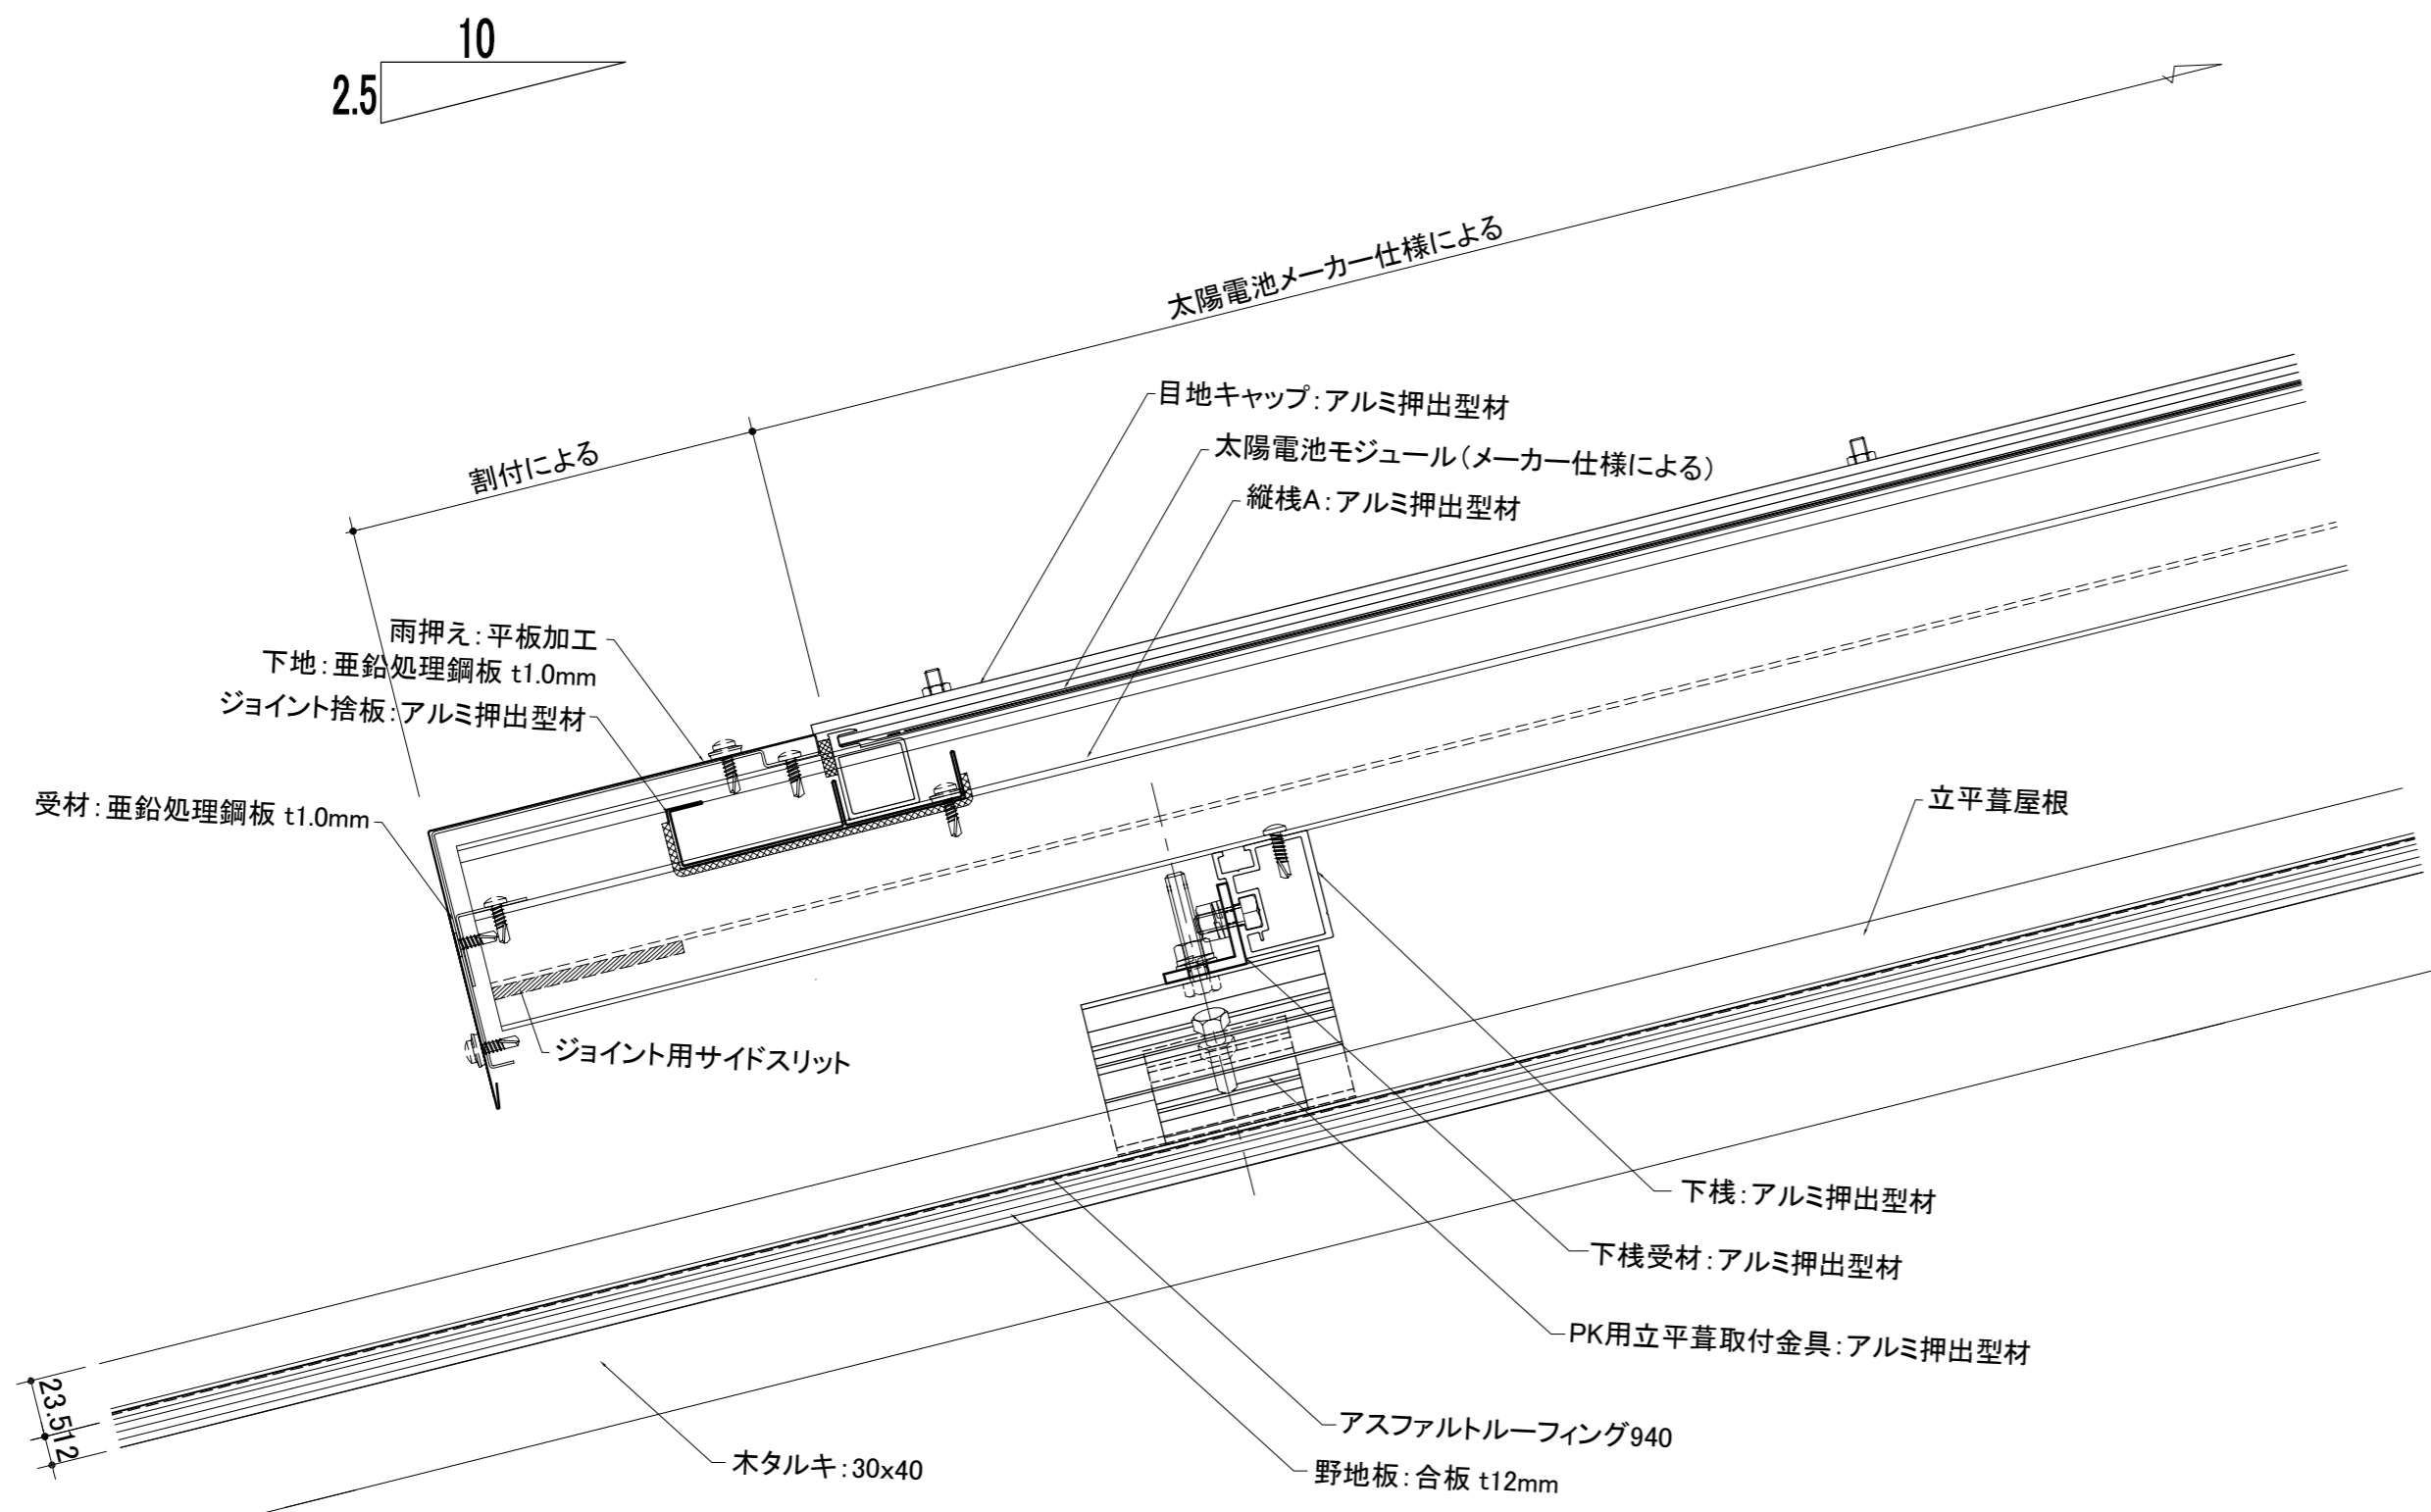 10
2.5
太陽電池メーカー仕様による
割付による
目地キャップ:アルミ押出型材
太陽電池モジュール(メーカー仕様による)
縦桟A:アルミ押出型材
雨押え:平板加工
下地:亜鉛処理鋼板 t1.0mm
ジョイント捨板:アルミ押出型材
受材:亜鉛処理鋼板 t1.0mm
立平葺屋根
ジョイント用サイドスリット
下桟:アルミ押出型材
下桟受材:アルミ押出型材
PK用立平葺取付金具:アルミ押出型材
23.5
12
アスファルトルーフィング940
木タルキ:30x40
野地板:合板 t12mm